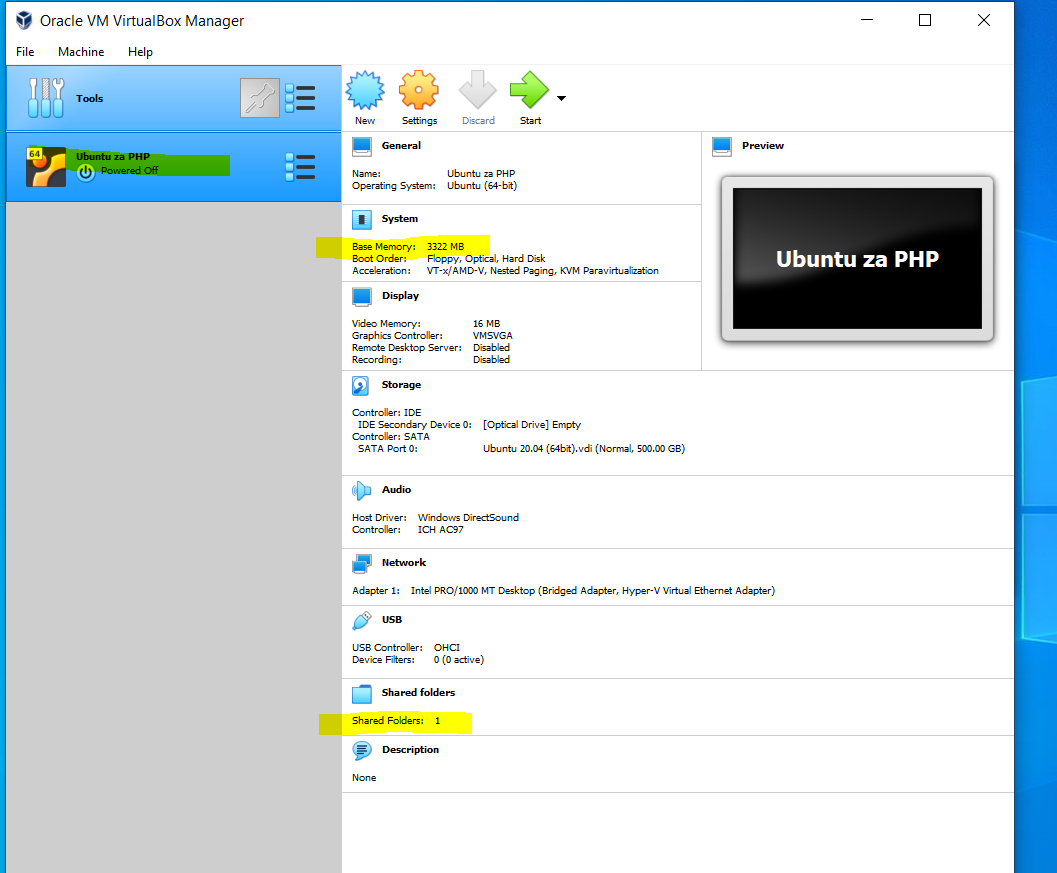 Oracle VM VirtualBox Manager
File Machine Help
Tools
New Settings Discard Start
64
Ubuntu za PHP
Powered Off
General
Name: Ubuntu za PHP
Operating System: Ubuntu (64-bit)
System
Base Memory: 3322 MB
Boot Order: Floppy, Optical, Hard Disk
Acceleration: VT-x/AMD-V, Nested Paging, KVM Paravirtualization
Display
Video Memory: 16 MB
Graphics Controller: VMSVGA
Remote Desktop Server: Disabled
Recording: Disabled
Preview
Ubuntu za PHP
Storage
Controller: IDE
IDE Secondary Device 0: [Optical Drive] Empty
Controller: SATA
SATA Port 0: Ubuntu 20.04 (64bit).vdi (Normal, 500.00 GB)
Audio
Host Driver: Windows DirectSound
Controller: ICH AC97
Network
Adapter 1: Intel PRO/1000 MT Desktop (Bridged Adapter, Hyper-V Virtual Ethernet Adapter)
USB
USB Controller: OHCI
Device Filters: 0 (0 active)
Shared folders
Shared Folders: 1
Description
None